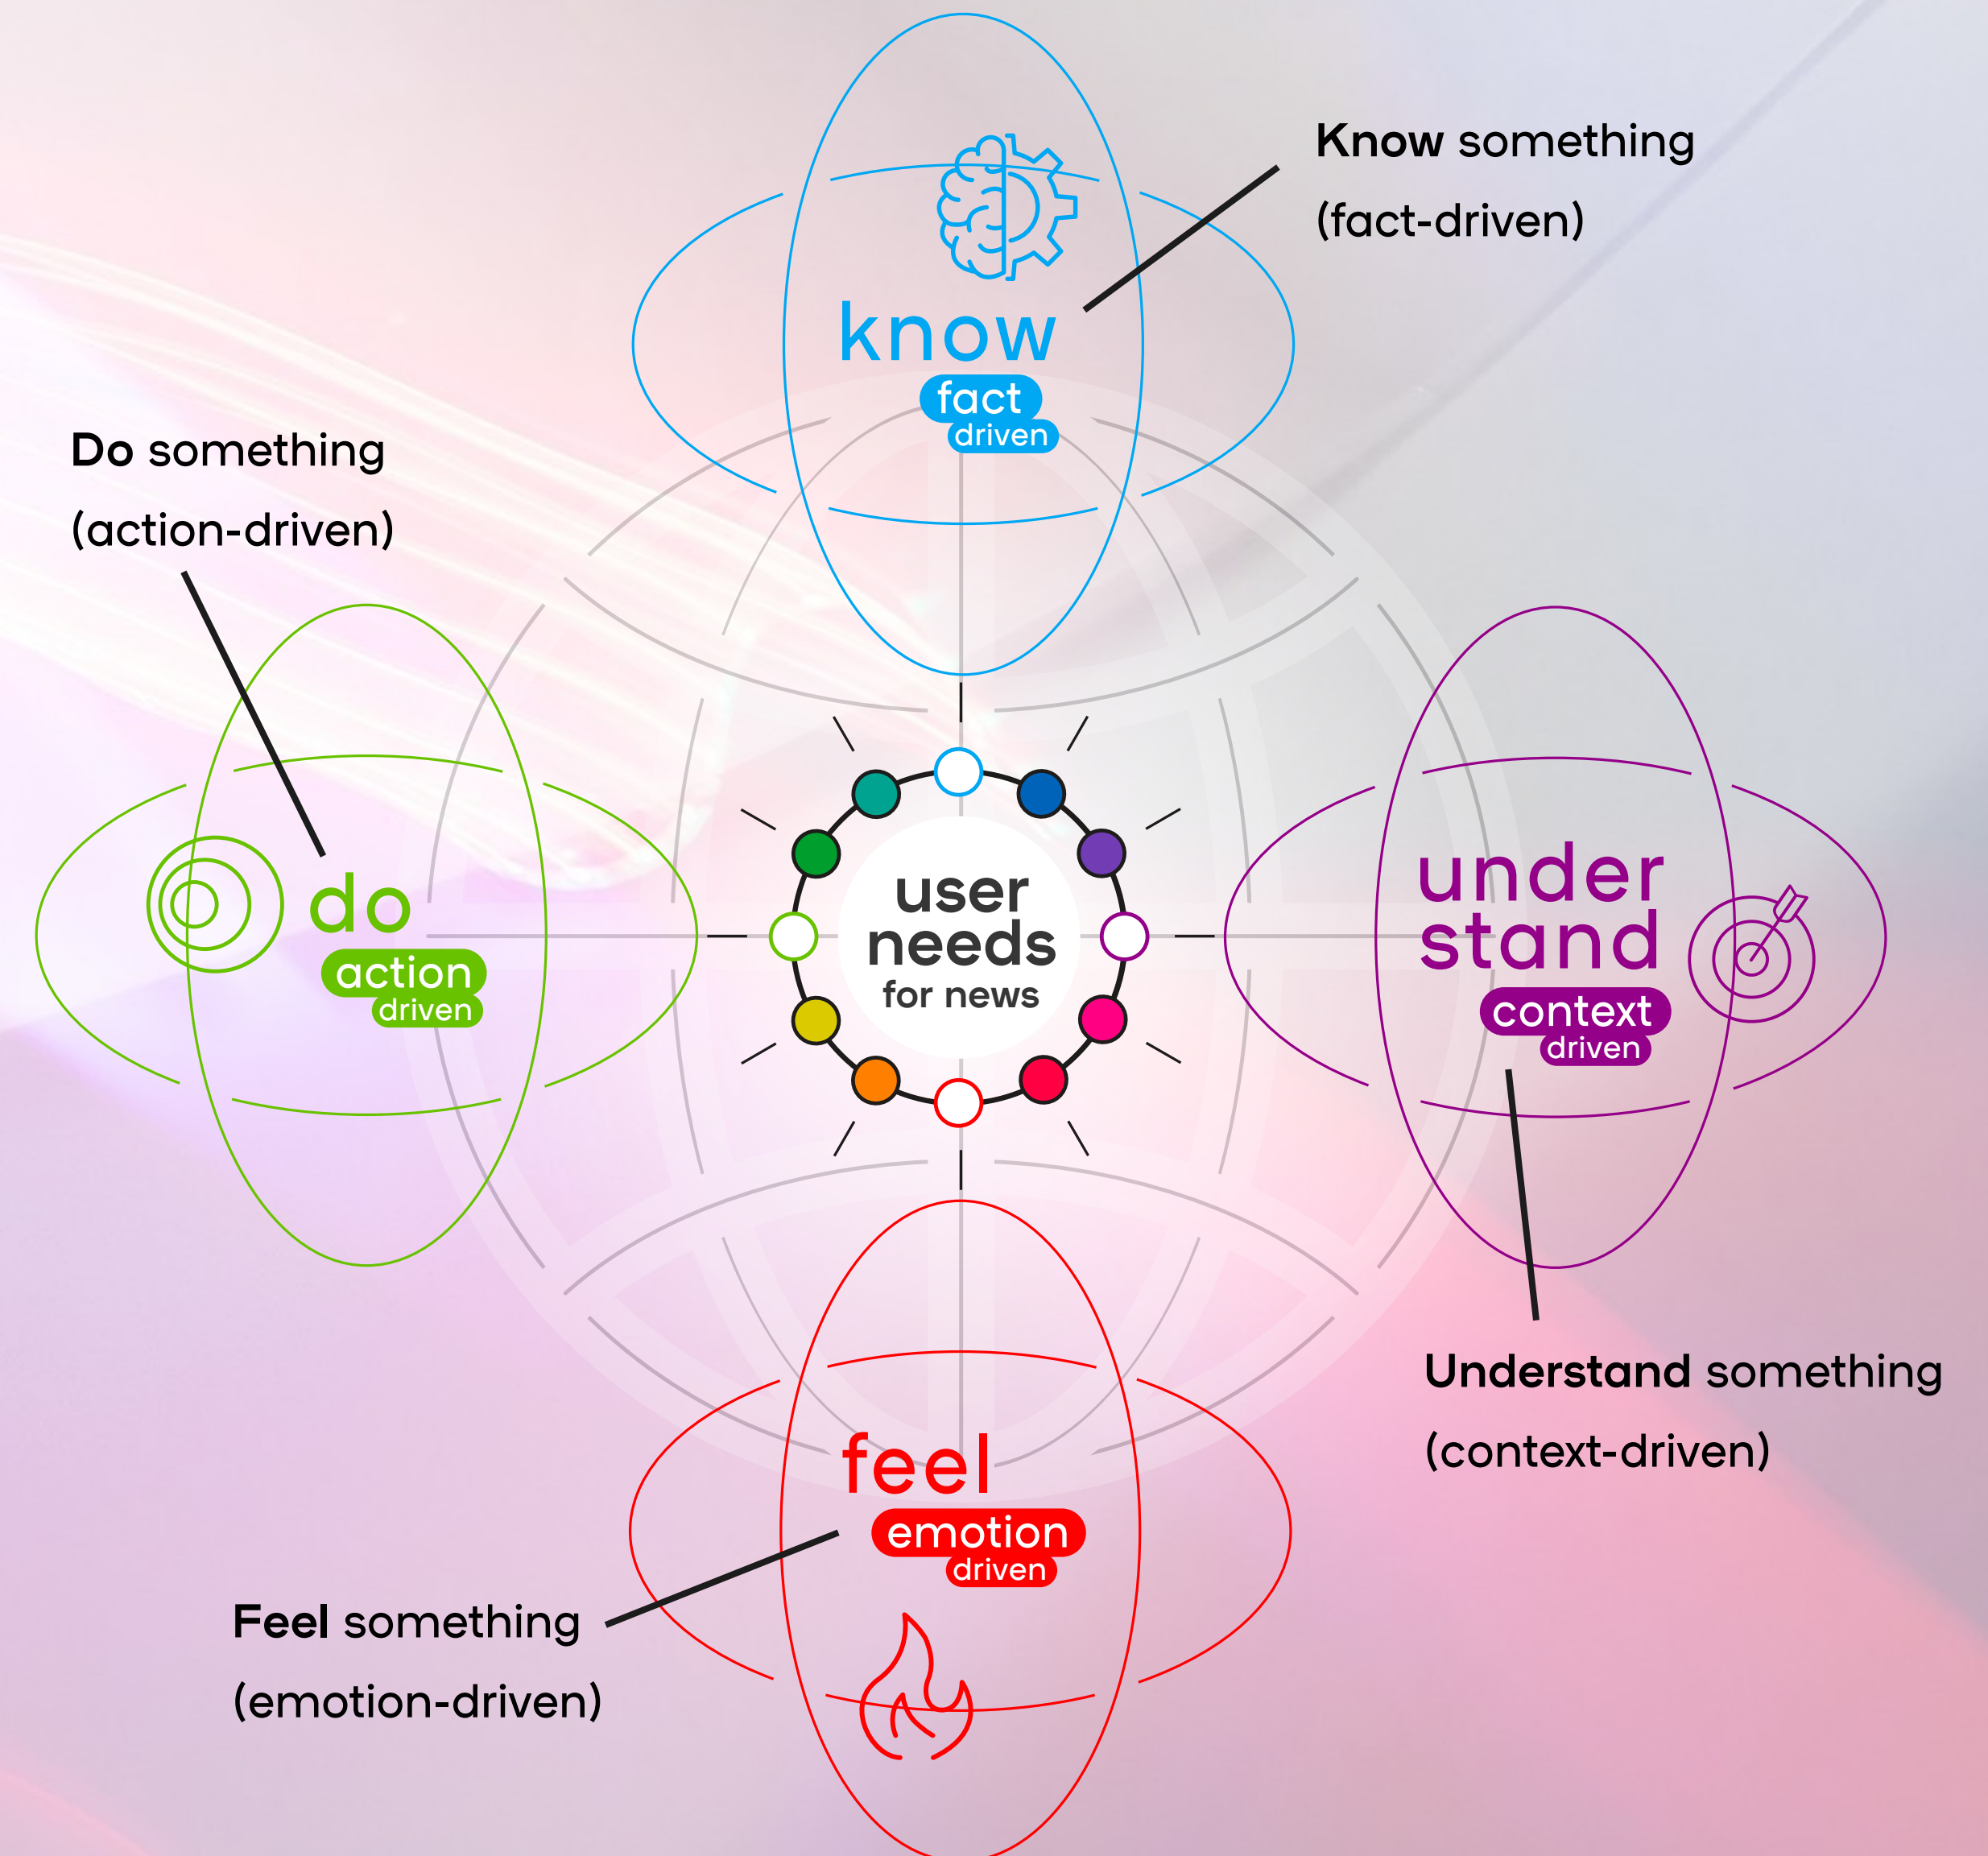 Know something
(fact-driven)
know
fact
driven
Do something
(action-driven)
do
action
driven
user
needs
for news
under
stand
context
driven
Understand something
(context-driven)
feel
emotion
driven
Feel something
(emotion-driven)